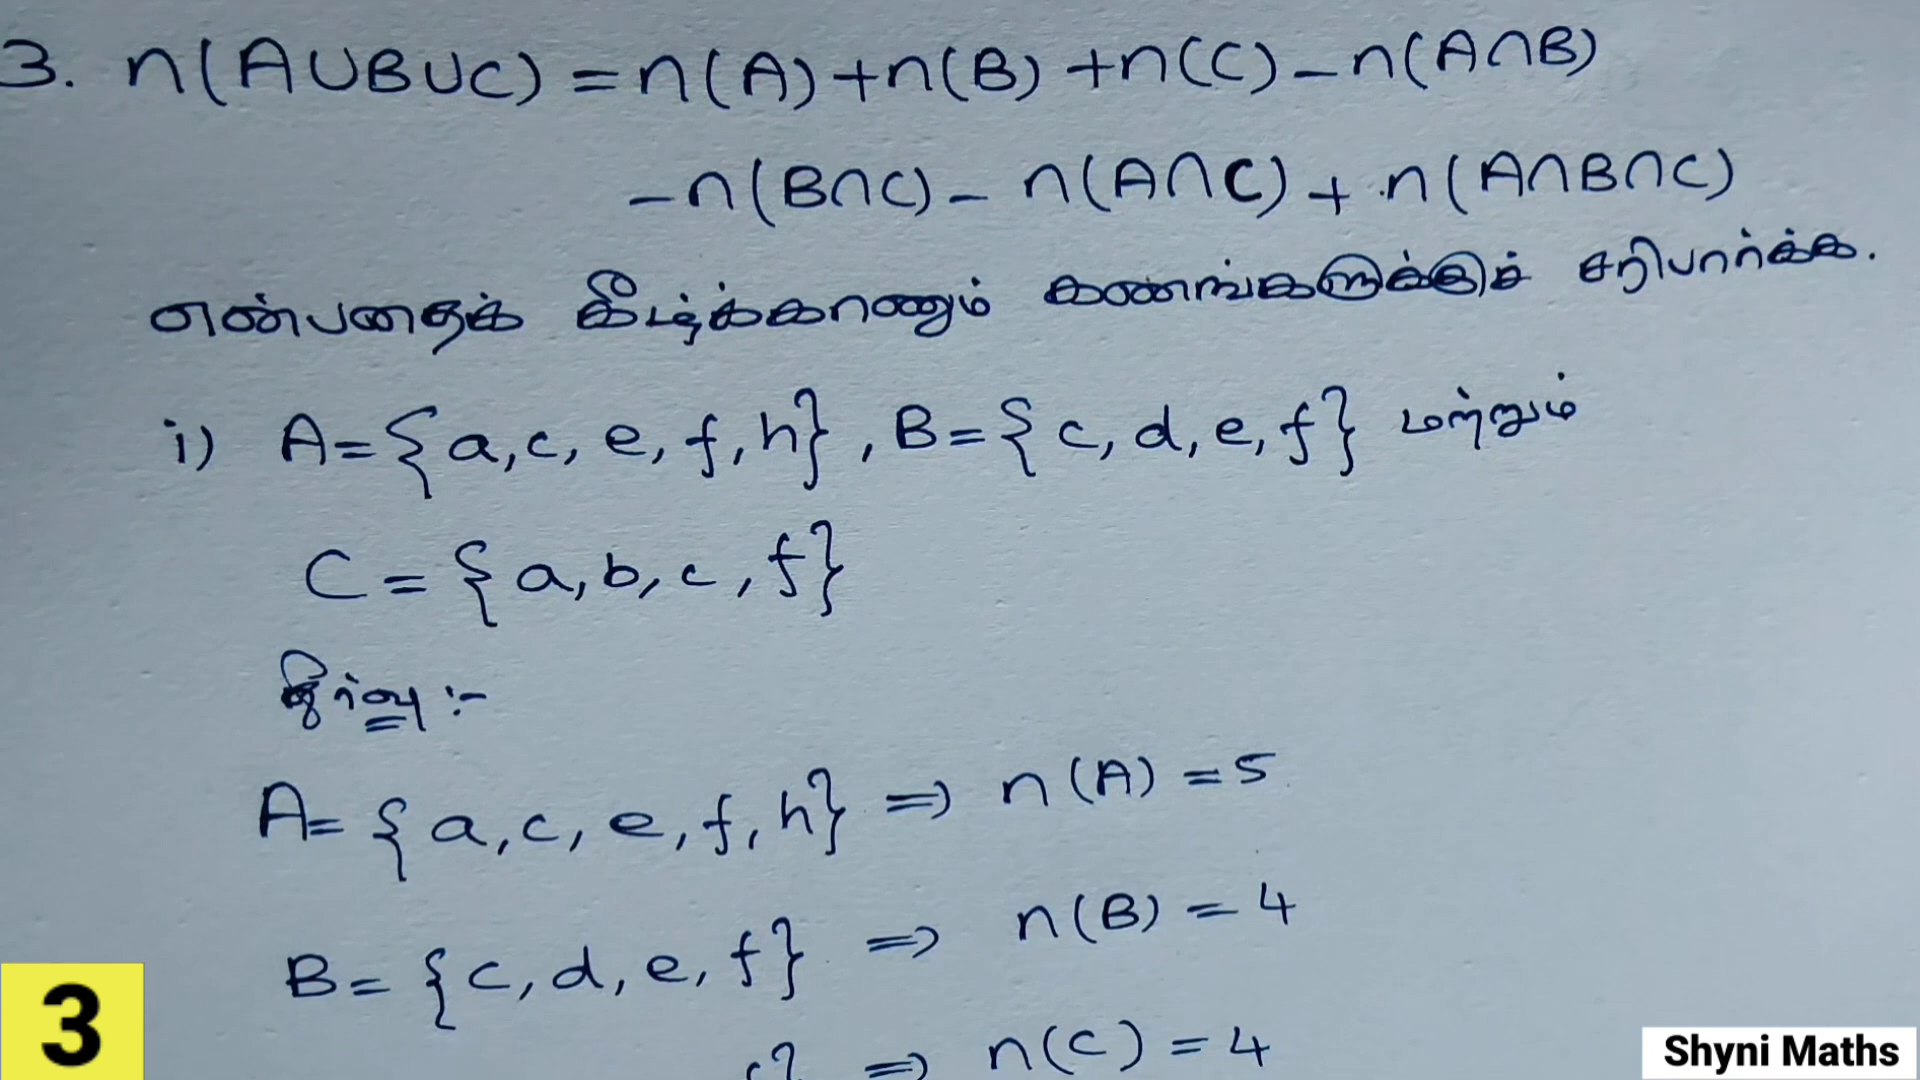 3. n(A∪B∪C) = n(A)+n(B)+n(C)-n(A∩B)
-n(B∩C)- n(A∩C)+ n(A∩B∩C)
என்பதைக் கீழ்க்காணும் கணங்களுக்குச் சரிபார்க்க.
i) A={a,c,e,f,h}, B={c,d,e,f} மற்றும்
C={a,b,c,f}
தீர்வு :-
A={a,c,e,f,h} ⇒ n(A)=5
B={c,d,e,f} ⇒ n(B)=4
⇒ n(C)=4
3
Shyni Maths